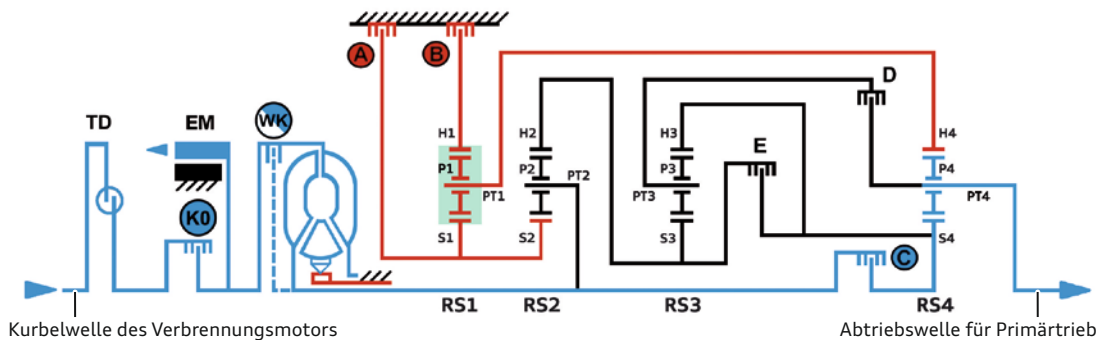 A
B
D
TD
EM
WK
H1
H2
H3
E
H4
P1
P2
P3
P4
PT1
PT2
PT3
PT4
K0
S1
S2
S3
S4
C
RS1
RS2
RS3
RS4
Kurbelwelle des Verbrennungsmotors
Abtriebswelle für Primärtrieb